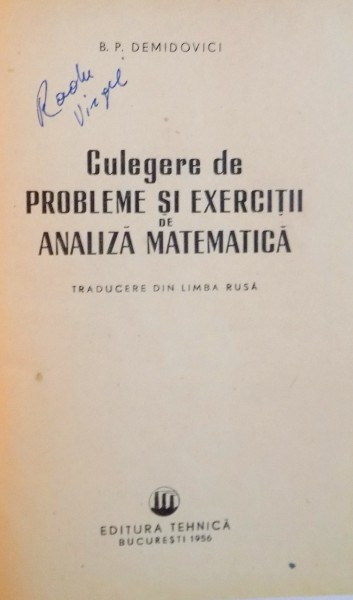 B. P. DEMIDOVICI
Radu
Virgil
Culegere de
PROBLEME ȘI EXERCIȚII
DE
ANALIZĂ MATEMATICĂ
TRADUCERE DIN LIMBA RUSĂ
EDITURA TEHNICĂ
BUCUREȘTI 1956